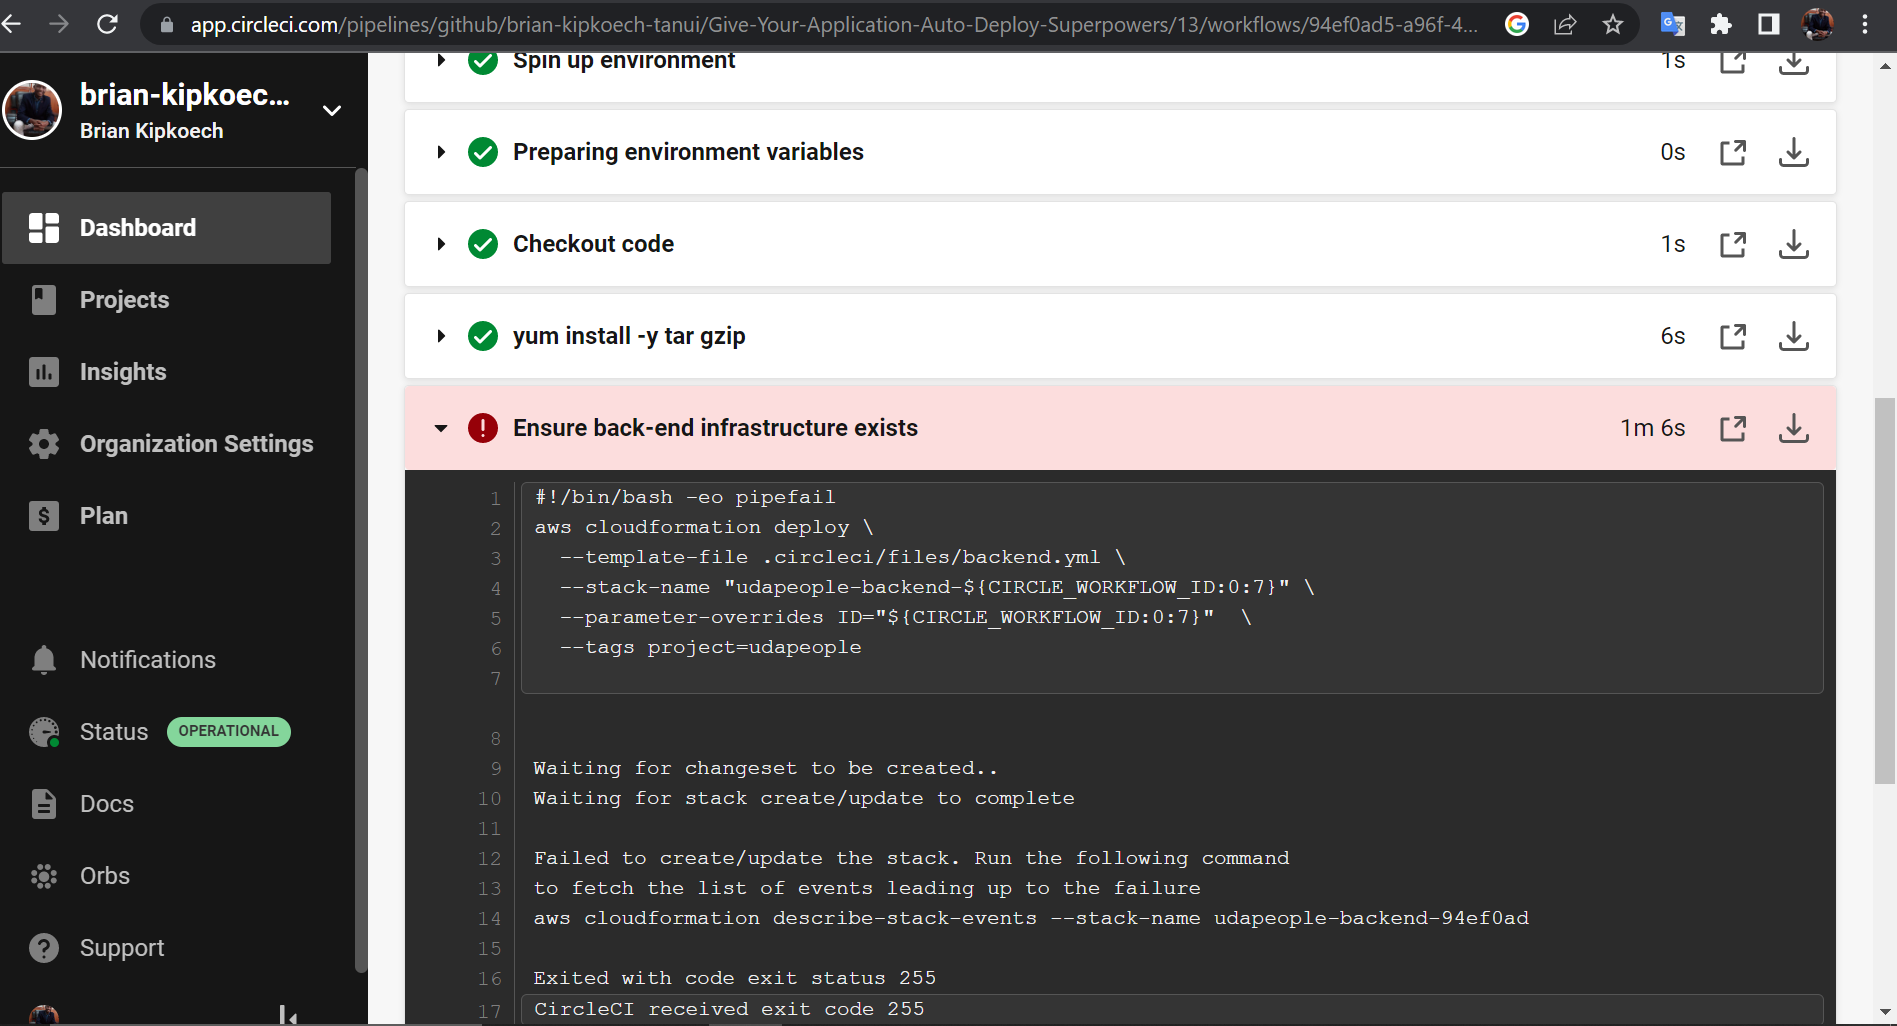 app.circleci.com/pipelines/github/brian-kipkoech-tanui/Give-Your-Application-Auto-Deploy-Superpowers/13/workflows/94ef0ad5-a96f-4...
brian-kipkoec...
Brian Kipkoech
Dashboard
Projects
Insights
Organization Settings
Plan
Notifications
Status OPERATIONAL
Docs
Orbs
Support
Spin up environment 1s
Preparing environment variables 0s
Checkout code 1s
yum install -y tar gzip 6s
Ensure back-end infrastructure exists 1m 6s
1 #!/bin/bash -eo pipefail
2 aws cloudformation deploy \
3 --template-file .circleci/files/backend.yml \
4 --stack-name "udapeople-backend-${CIRCLE_WORKFLOW_ID:0:7}" \
5 --parameter-overrides ID="${CIRCLE_WORKFLOW_ID:0:7}" \
6 --tags project=udapeople
7
8
9 Waiting for changeset to be created..
10 Waiting for stack create/update to complete
11
12 Failed to create/update the stack. Run the following command
13 to fetch the list of events leading up to the failure
14 aws cloudformation describe-stack-events --stack-name udapeople-backend-94ef0ad
15
16 Exited with code exit status 255
17 CircleCI received exit code 255